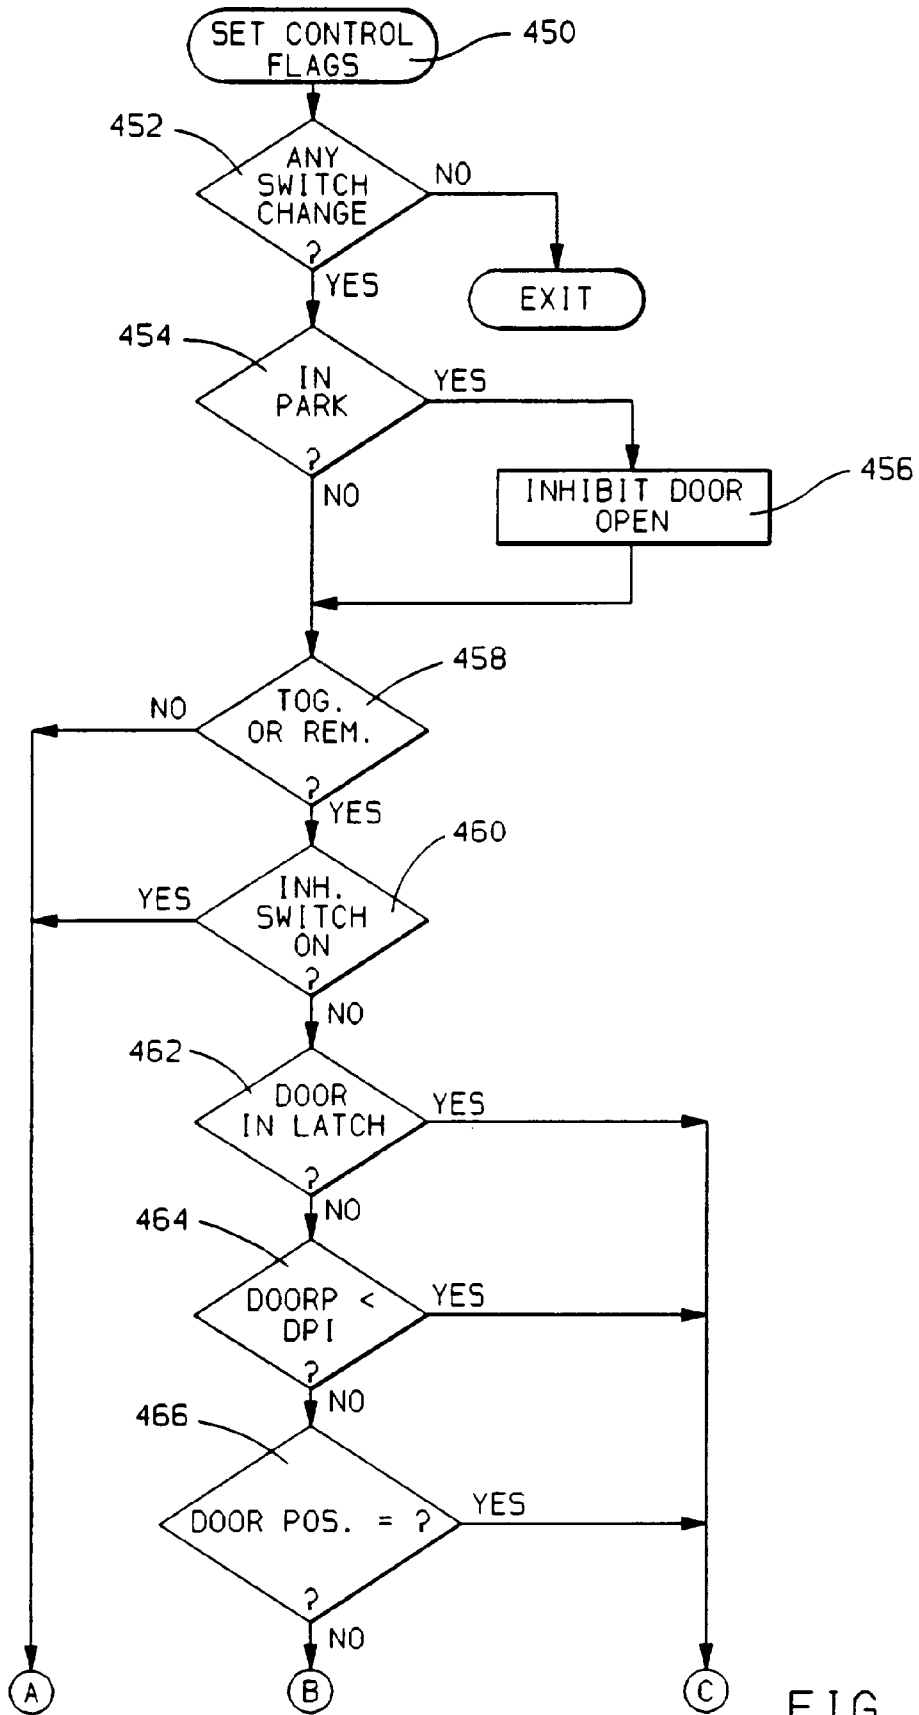 SET CONTROL
FLAGS
450
452
ANY
SWITCH
CHANGE
?
NO
YES
EXIT
454
IN
PARK
?
YES
NO
INHIBIT DOOR
OPEN
456
458
TOG.
OR REM.
?
NO
YES
460
INH.
SWITCH
ON
?
YES
NO
462
DOOR
IN LATCH
?
YES
NO
464
DOORP <
DPI
?
YES
NO
466
DOOR POS. = ?
?
YES
NO
A
B
C
FIG